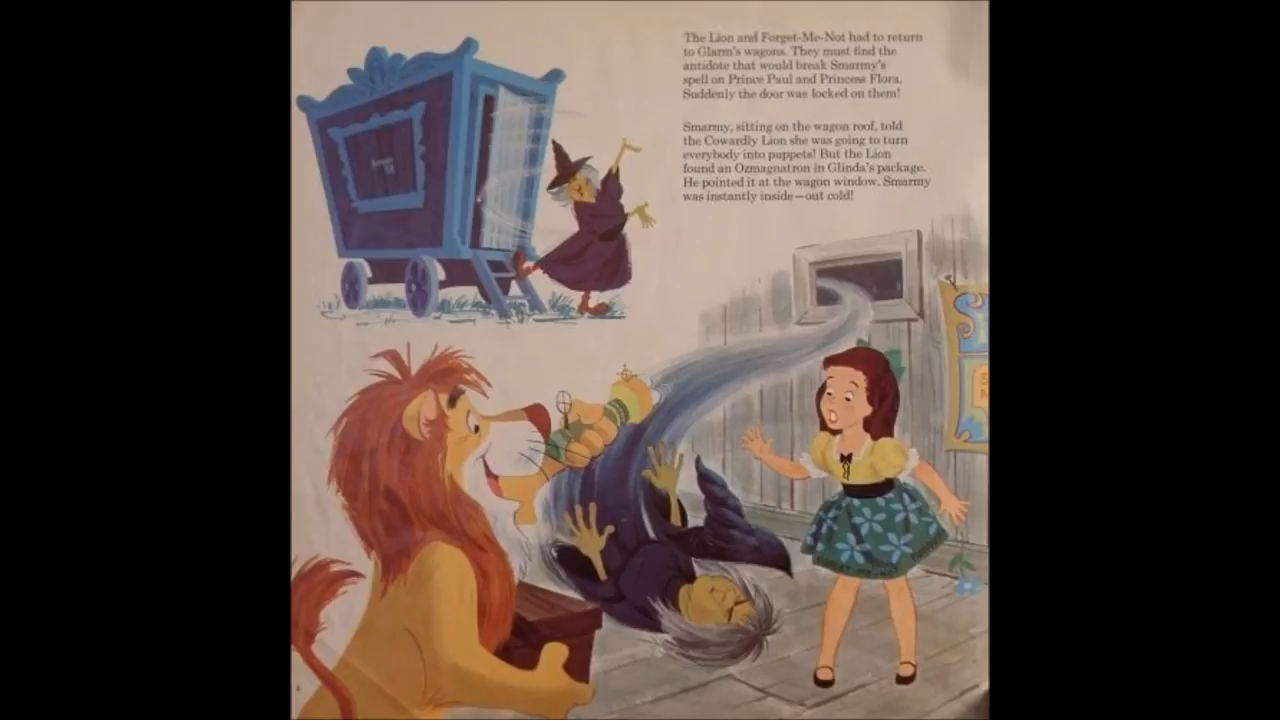 The Lion and Forget-Me-Not had to return
to Glarm's wagons. They must find the
antidote that would break Smarmy's
spell on Prince Paul and Princess Flora.
Suddenly the door was locked on them!
Smarmy, sitting on the wagon roof, told
the Cowardly Lion she was going to turn
everybody into puppets! But the Lion
found an Ozmagnatron in Glinda's package.
He pointed it at the wagon window. Smarmy
was instantly inside—out cold!